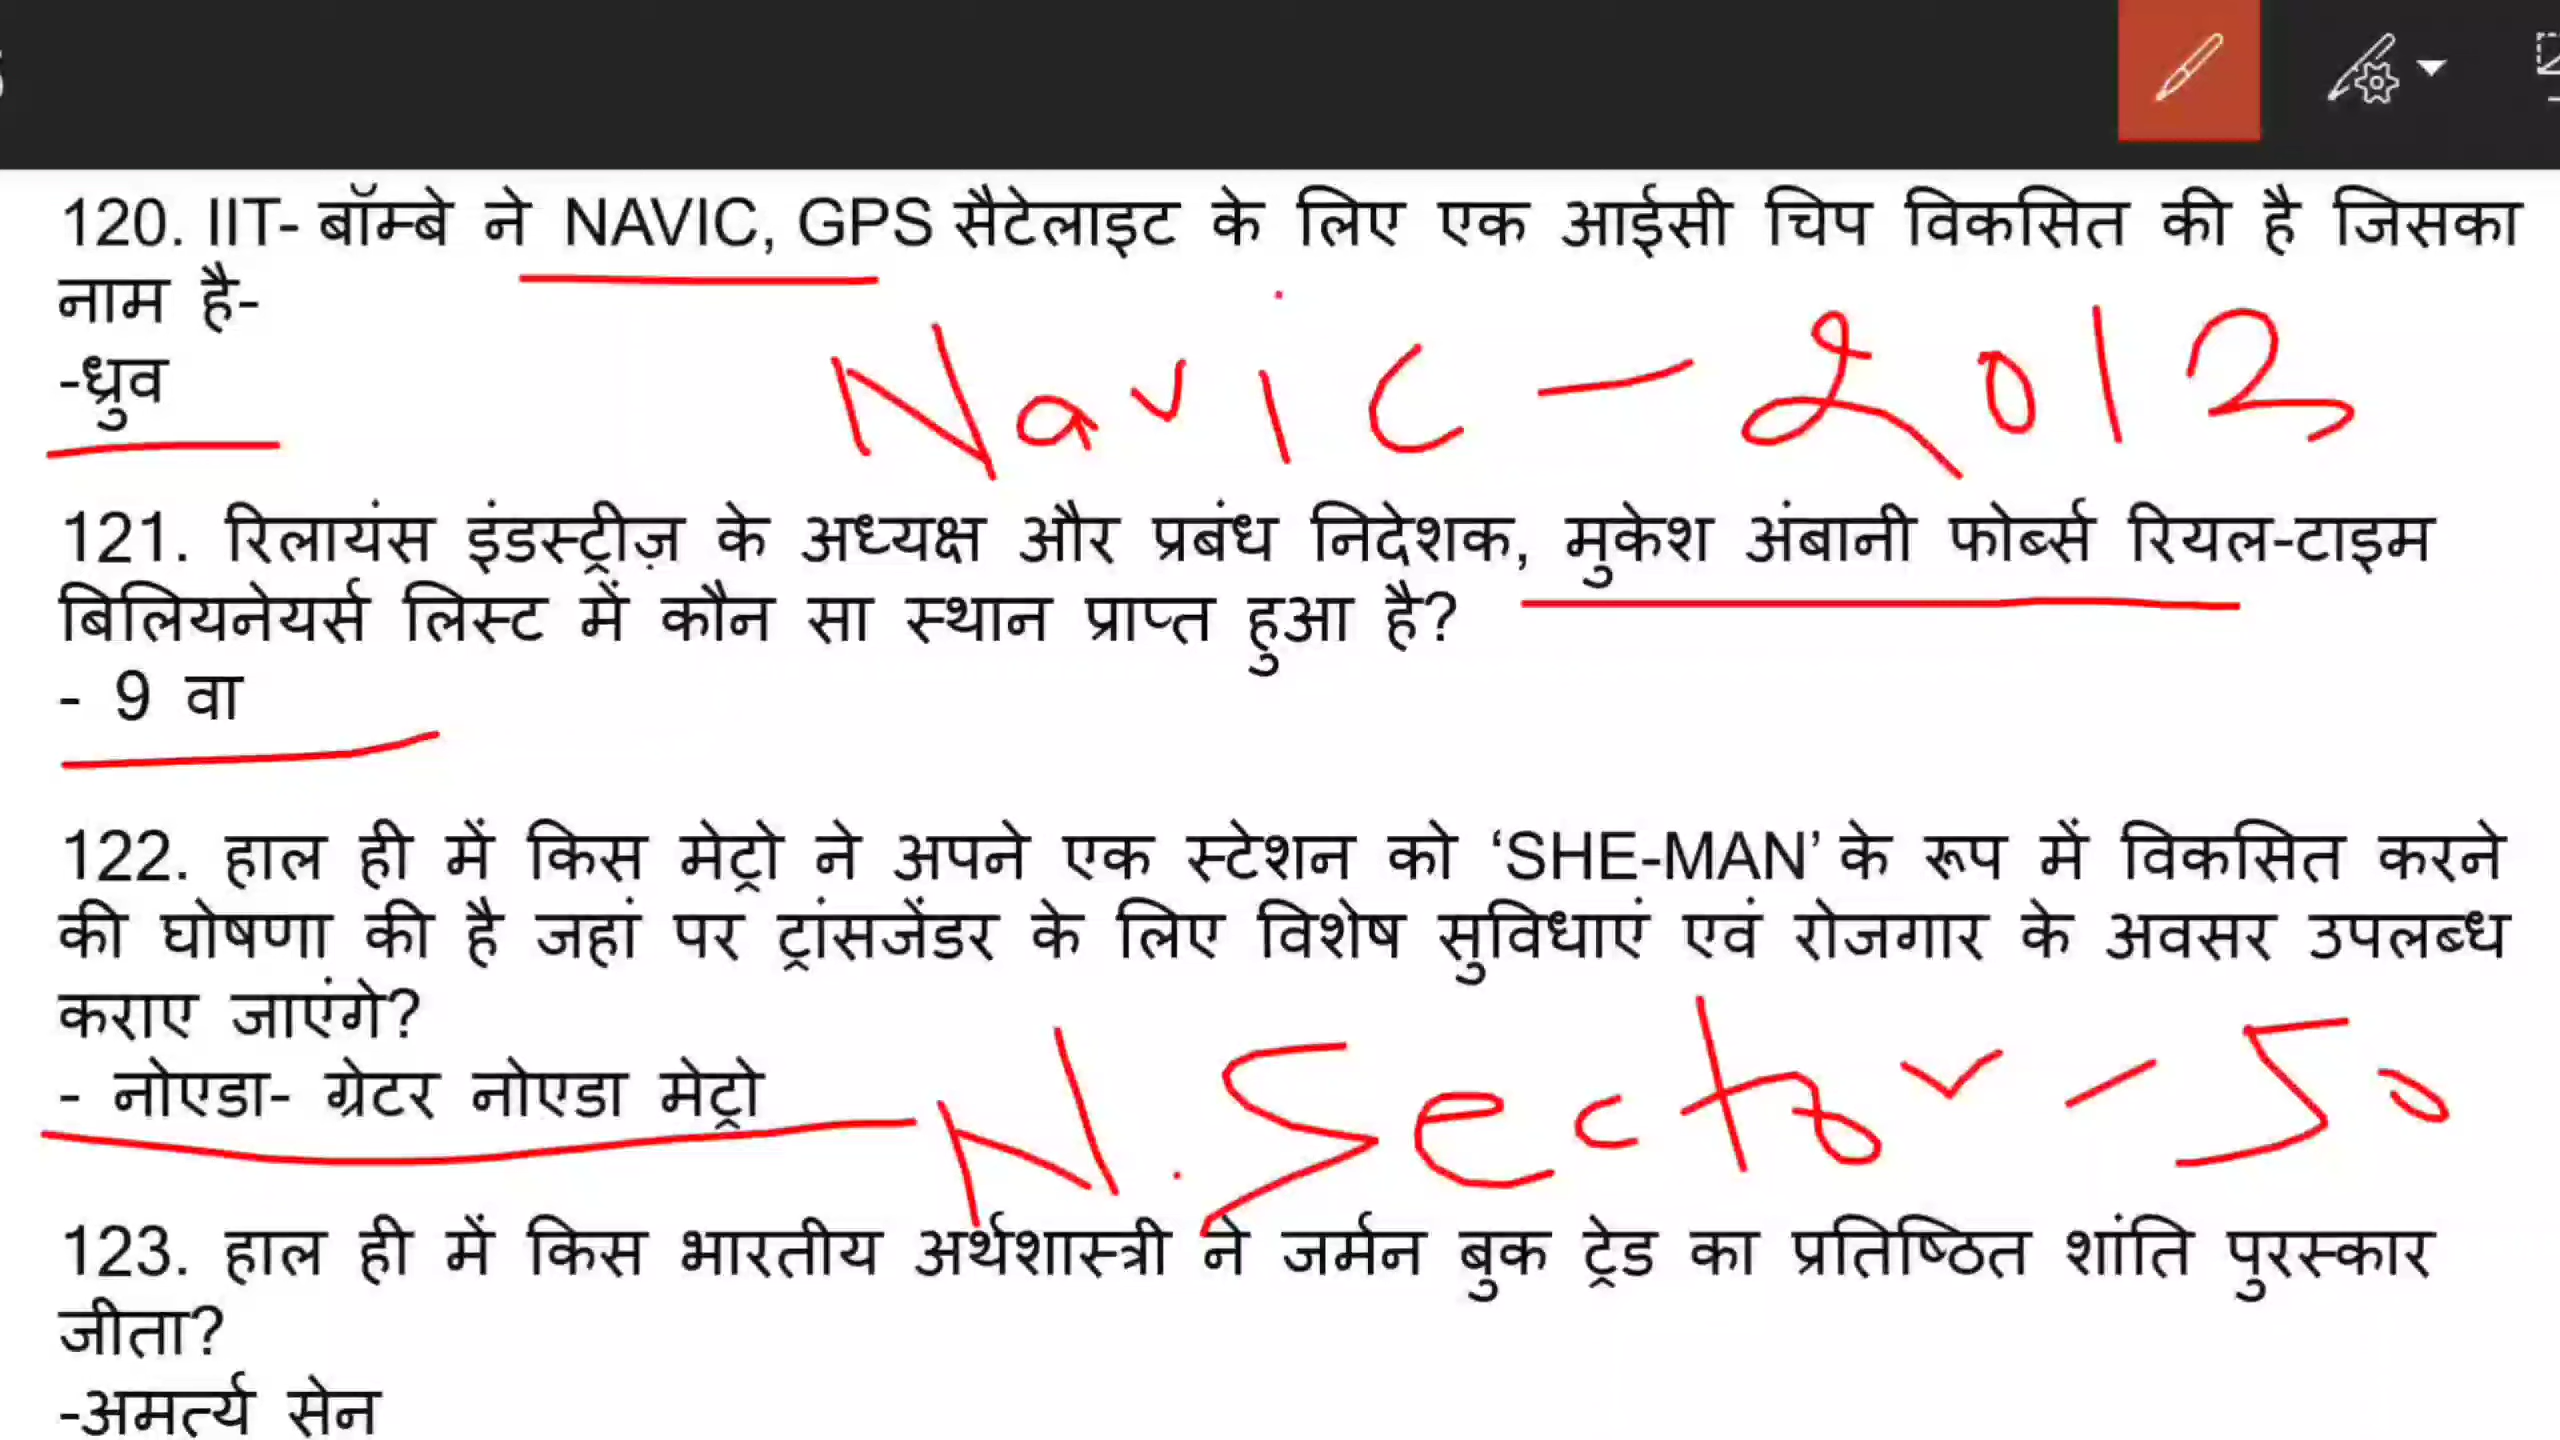 120. IIT- बॉम्बे ने NAVIC, GPS सैटेलाइट के लिए एक आईसी चिप विकसित की है जिसका
नाम है-
-ध्रुव
Navic - 2013
121. रिलायंस इंडस्ट्रीज़ के अध्यक्ष और प्रबंध निदेशक, मुकेश अंबानी फोर्ब्स रियल-टाइम
बिलियनेयर्स लिस्ट में कौन सा स्थान प्राप्त हुआ है?
- 9 वा
122. हाल ही में किस मेट्रो ने अपने एक स्टेशन को ‘SHE-MAN’ के रूप में विकसित करने
की घोषणा की है जहां पर ट्रांसजेंडर के लिए विशेष सुविधाएं एवं रोजगार के अवसर उपलब्ध
कराए जाएंगे?
- नोएडा- ग्रेटर नोएडा मेट्रो
N. Sector - 50
123. हाल ही में किस भारतीय अर्थशास्त्री ने जर्मन बुक ट्रेड का प्रतिष्ठित शांति पुरस्कार
जीता?
-अमर्त्य सेन